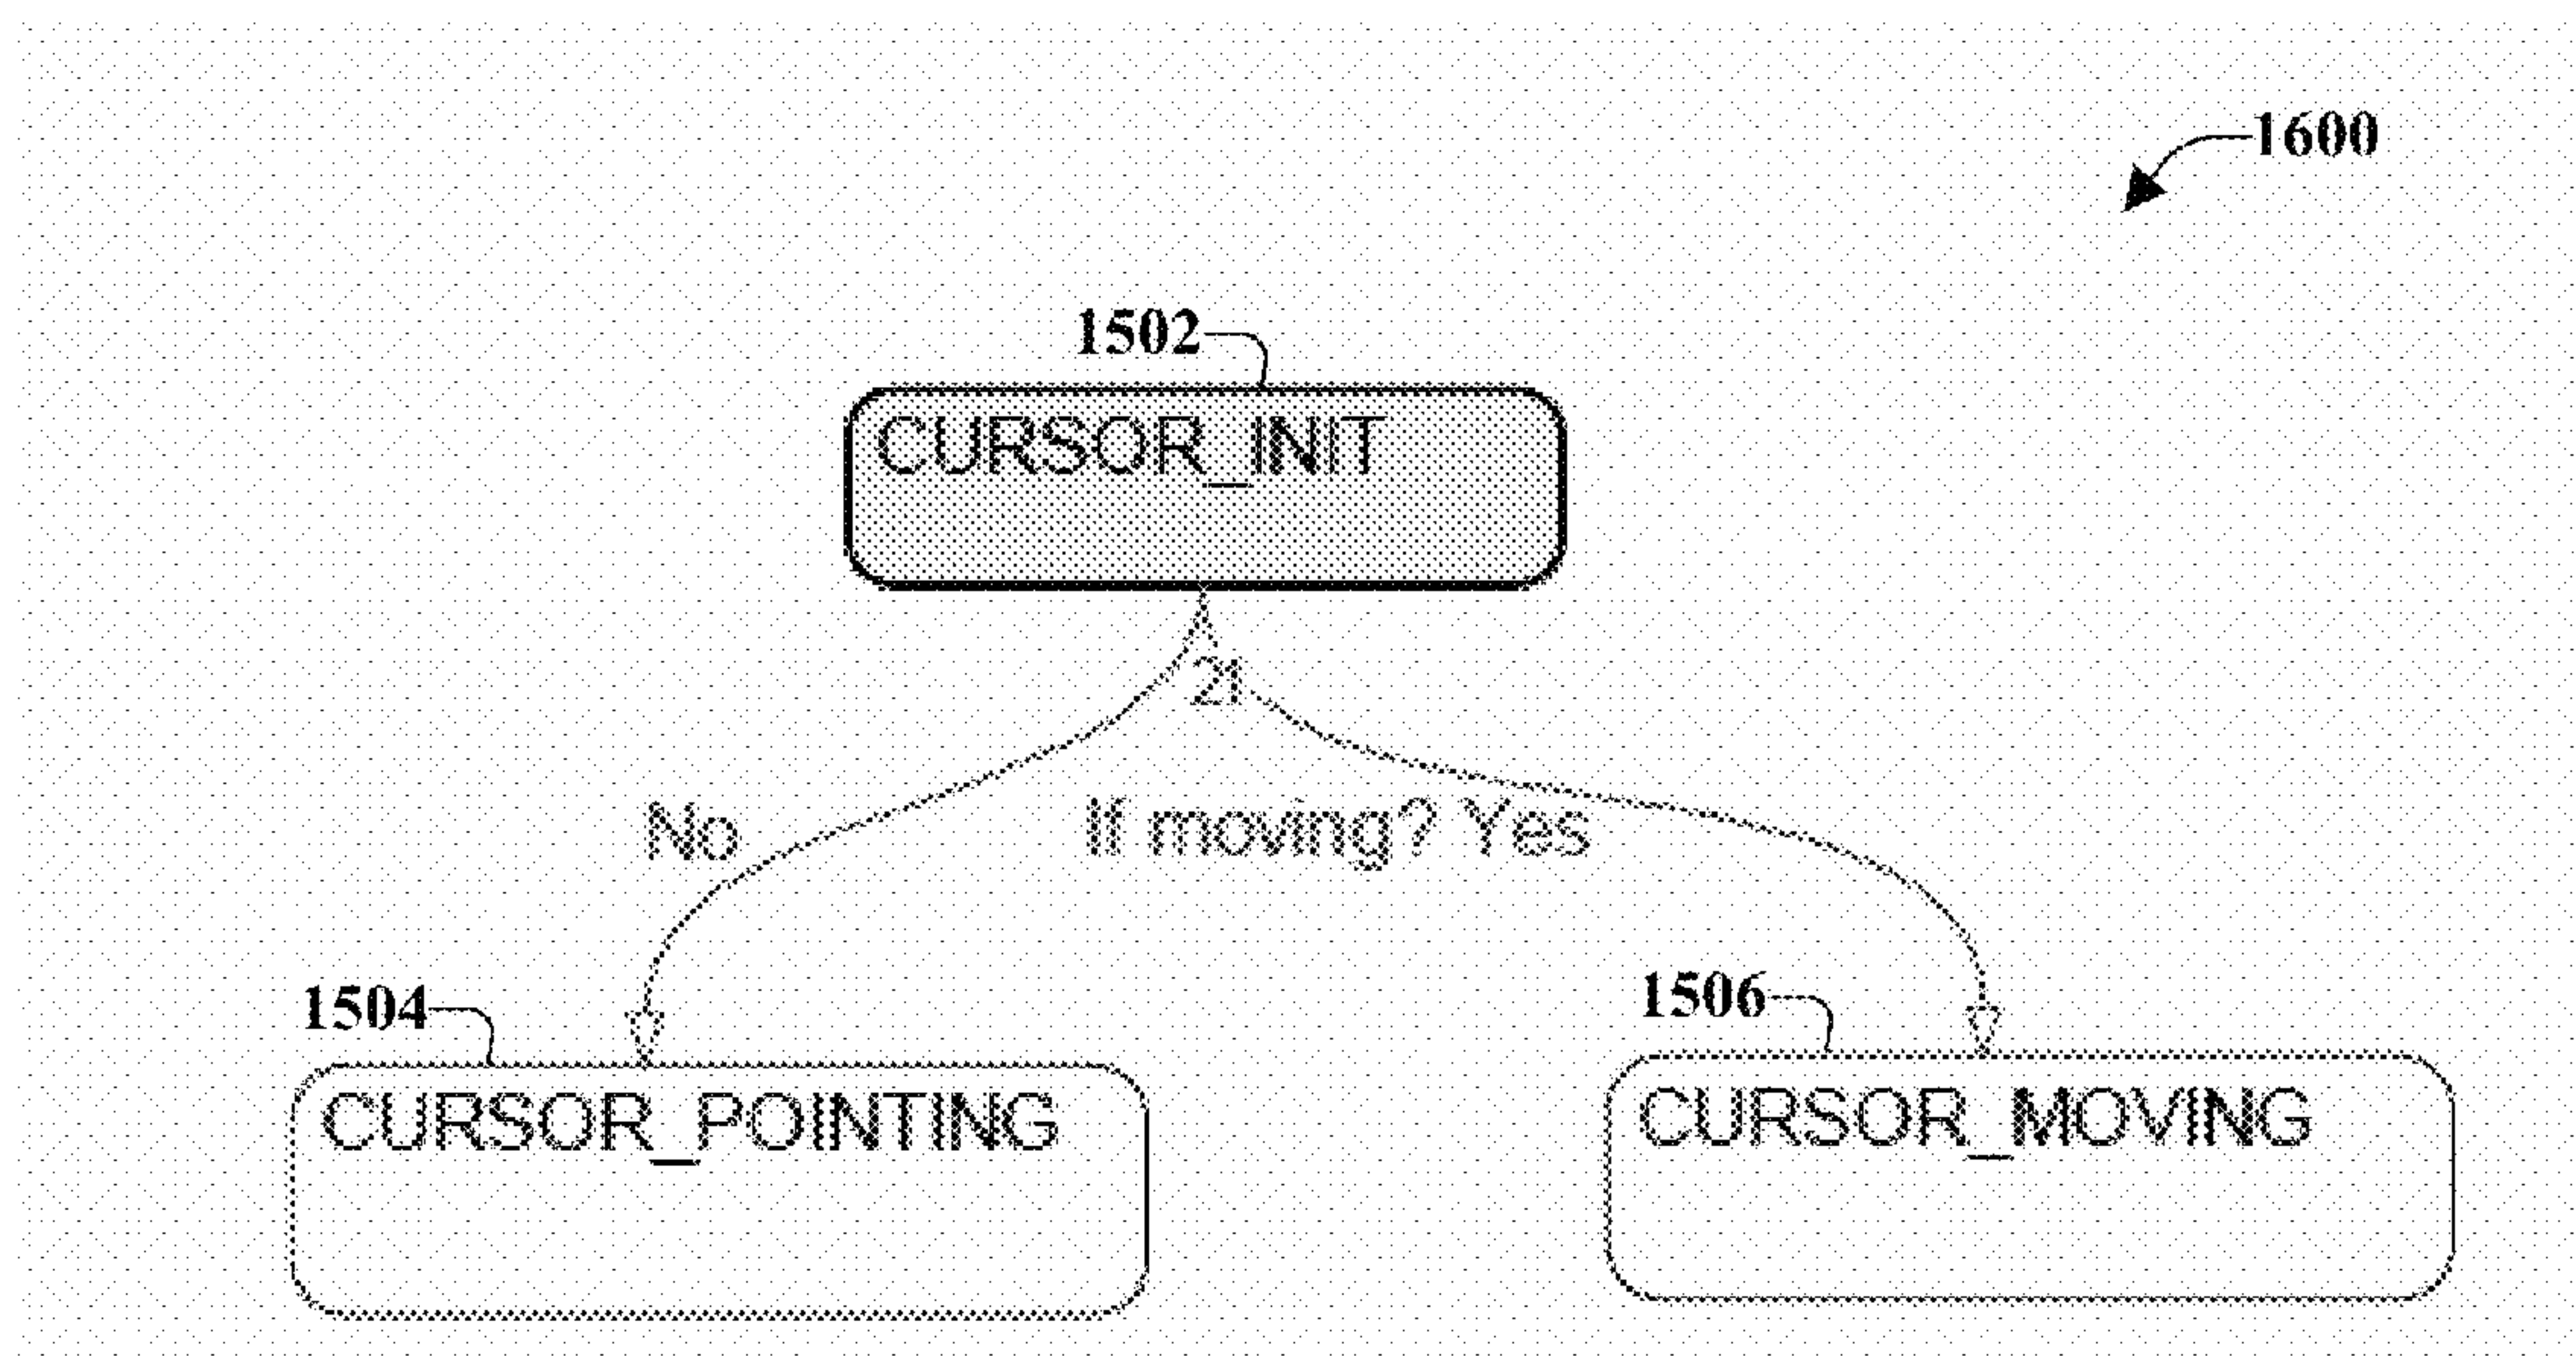 1600
1502
CURSOR_INIT
21
No
If moving? Yes
1504
1506
CURSOR_POINTING
CURSOR_MOVING